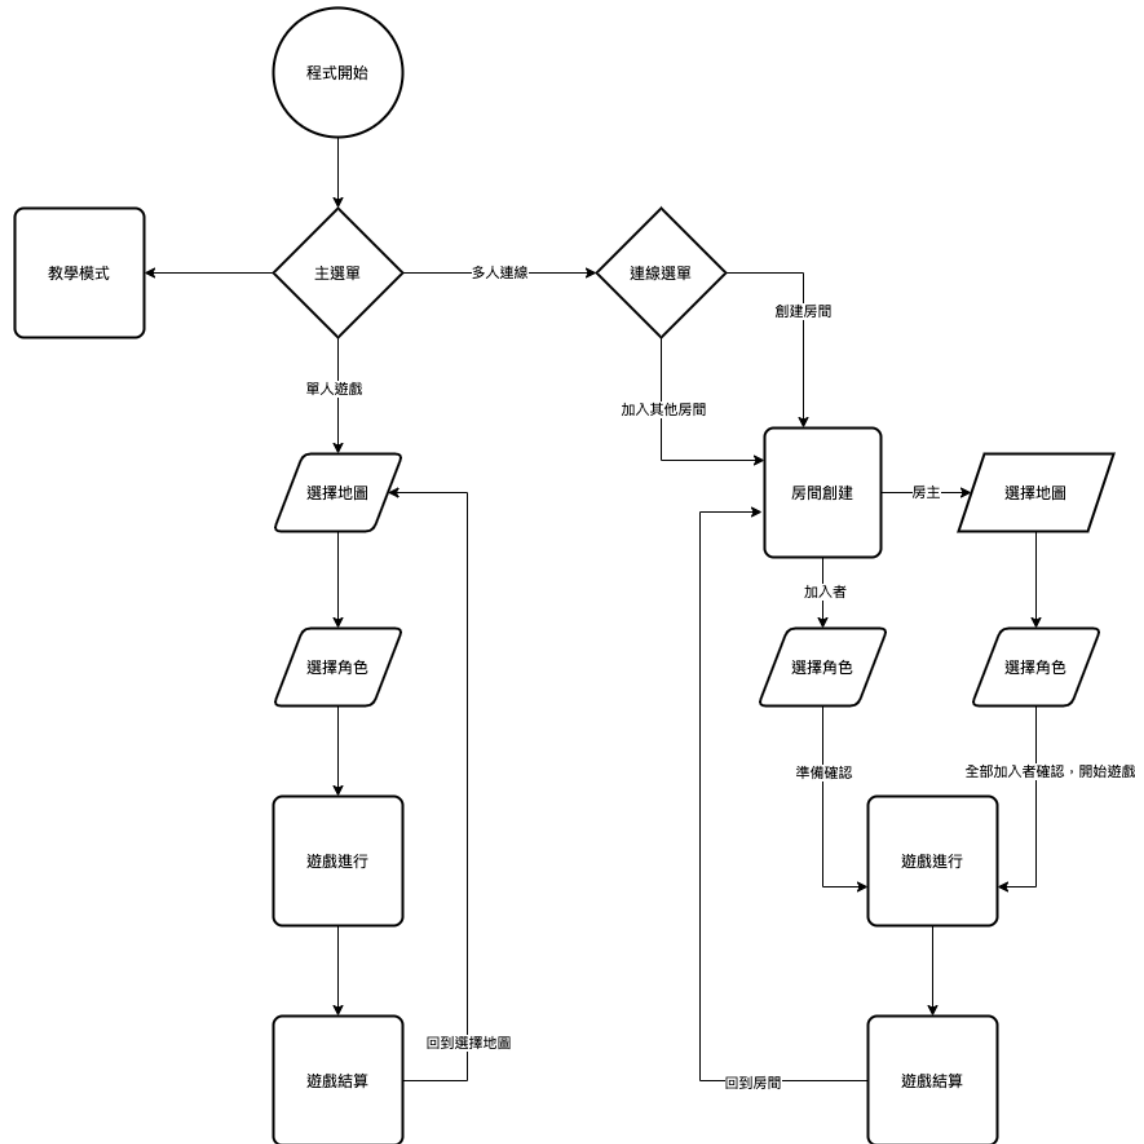 程式開始
教學模式
主選單
多人連線
連線選單
創建房間
單人遊戲
加入其他房間
選擇地圖
房間創建
房主
選擇地圖
加入者
選擇角色
選擇角色
選擇角色
準備確認
全部加入者確認，開始遊戲
遊戲進行
遊戲進行
回到選擇地圖
遊戲結算
回到房間
遊戲結算